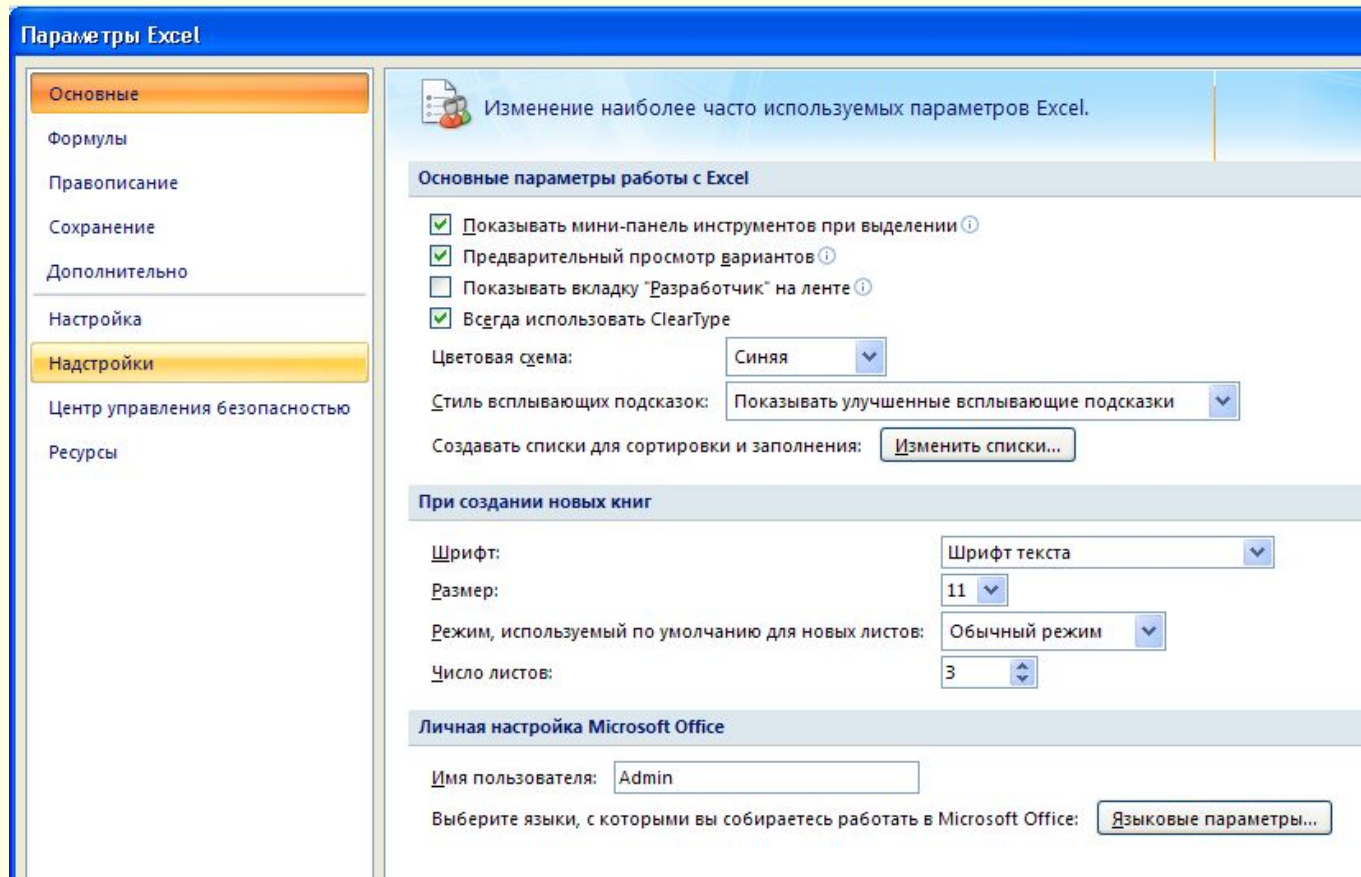 Параметры Excel
Основные
Формулы
Правописание
Сохранение
Дополнительно
Настройка
Надстройки
Центр управления безопасностью
Ресурсы
Изменение наиболее часто используемых параметров Excel.
Основные параметры работы с Excel
Показывать мини-панель инструментов при выделении
Предварительный просмотр вариантов
Показывать вкладку "Разработчик" на ленте
Всегда использовать ClearType
Цветовая схема: Синяя
Стиль всплывающих подсказок: Показывать улучшенные всплывающие подсказки
Создавать списки для сортировки и заполнения: Изменить списки...
При создании новых книг
Шрифт: Шрифт текста
Размер: 11
Режим, используемый по умолчанию для новых листов: Обычный режим
Число листов: 3
Личная настройка Microsoft Office
Имя пользователя: Admin
Выберите языки, с которыми вы собираетесь работать в Microsoft Office: Языковые параметры...